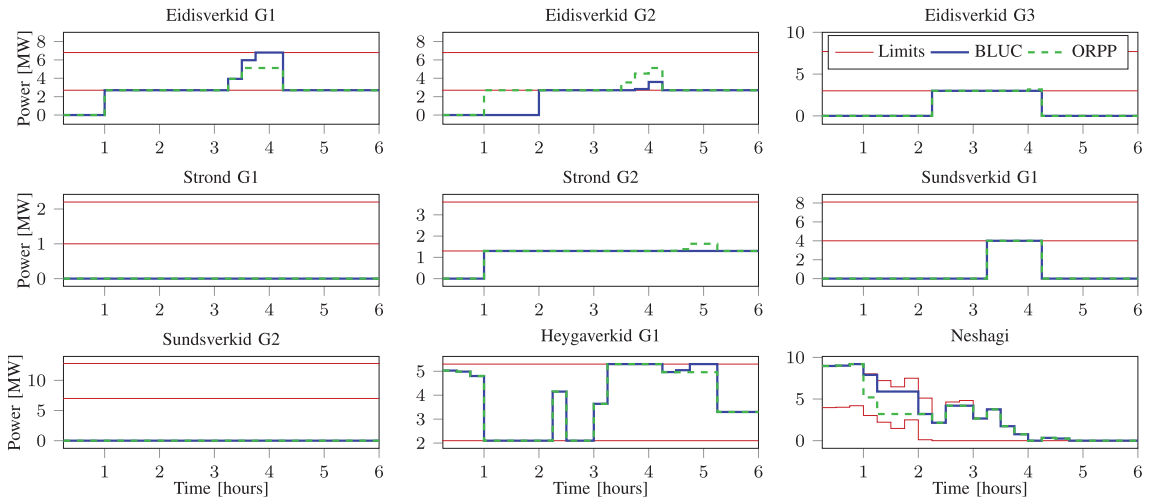 Eidisverkid G1
Eidisverkid G2
Eidisverkid G3
Power [MW]
8
6
4
2
0
1 2 3 4 5 6
8
6
4
2
0
1 2 3 4 5 6
10
5
0
1 2 3 4 5 6
Limits BLUC ORPP
Strond G1
Strond G2
Sundsverkid G1
Power [MW]
2
1
0
1 2 3 4 5 6
3
2
1
0
1 2 3 4 5 6
8
6
4
2
0
1 2 3 4 5 6
Sundsverkid G2
Heygaverkid G1
Neshagi
Power [MW]
10
5
0
1 2 3 4 5 6
Time [hours]
5
4
3
2
1 2 3 4 5 6
Time [hours]
10
5
0
1 2 3 4 5 6
Time [hours]